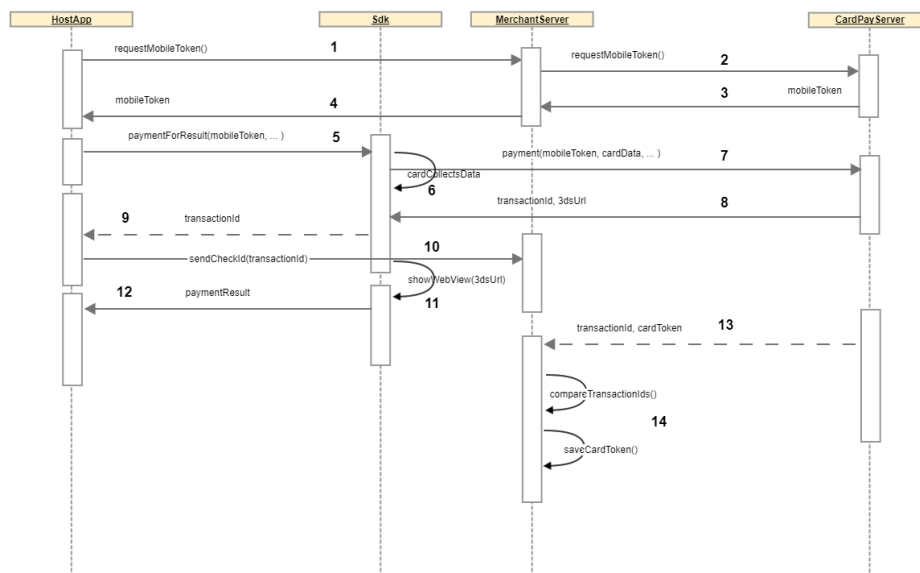 HostApp
Sdk
MerchantServer
CardPayServer
requestMobileToken()
1
requestMobileToken()
2
3
mobileToken
mobileToken
4
paymentForResult(mobileToken, ... )
5
payment(mobileToken, cardData, ... )
7
cardCollectsData
6
transactionId, 3dsUrl
8
9
transactionId
10
sendCheckId(transactionId)
showWebView(3dsUrl)
12
paymentResult
11
transactionId, cardToken
13
compareTransactionIds()
14
saveCardToken()